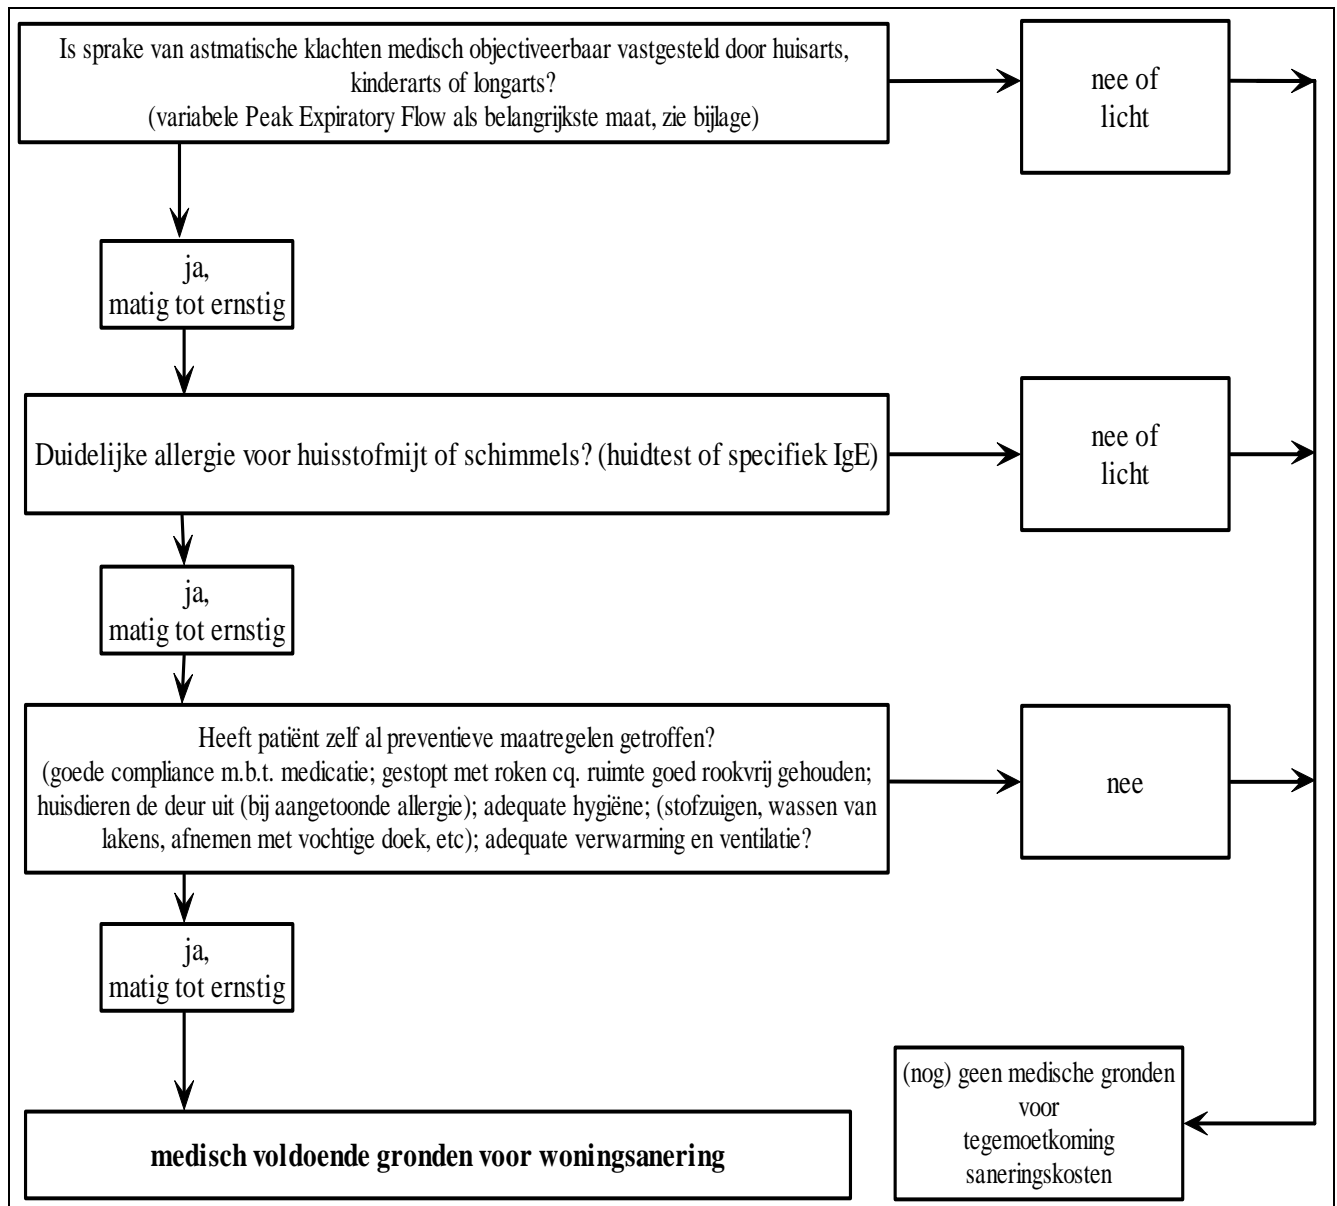 Is sprake van astmatische klachten medisch objectiveerbaar vastgesteld door huisarts,
kinderarts of longarts?
(variabele Peak Expiratory Flow als belangrijkste maat, zie bijlage)
nee of
licht
ja,
matig tot ernstig
Duidelijke allergie voor huisstofmijt of schimmels? (huidtest of specifiek IgE)
nee of
licht
ja,
matig tot ernstig
Heeft patiënt zelf al preventieve maatregelen getroffen?
(goede compliance m.b.t. medicatie; gestopt met roken cq. ruimte goed rookvrij gehouden;
huisdieren de deur uit (bij aangetoonde allergie); adequate hygiëne; (stofzuigen, wassen van
lakens, afnemen met vochtige doek, etc); adequate verwarming en ventilatie?
nee
ja,
matig tot ernstig
(nog) geen medische gronden
voor
tegemoetkoming
saneringskosten
medisch voldoende gronden voor woningsanering